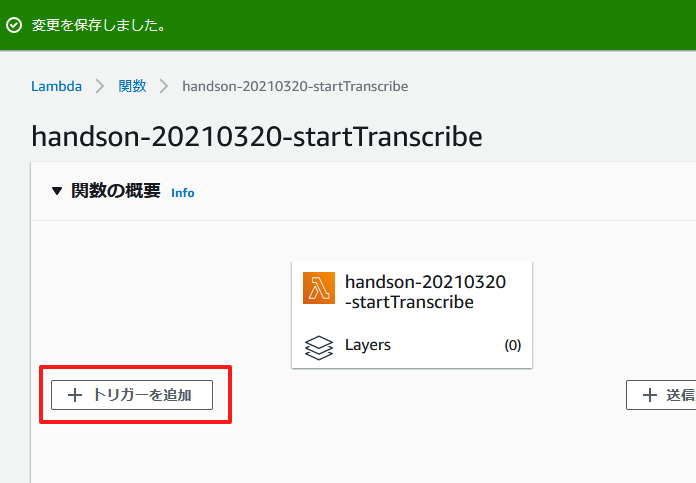 変更を保存しました。
Lambda > 関数 > handson-20210320-startTranscribe
handson-20210320-startTranscribe
▼ 関数の概要 Info
handson-20210320
-startTranscribe
Layers (0)
+ トリガーを追加
+ 送信